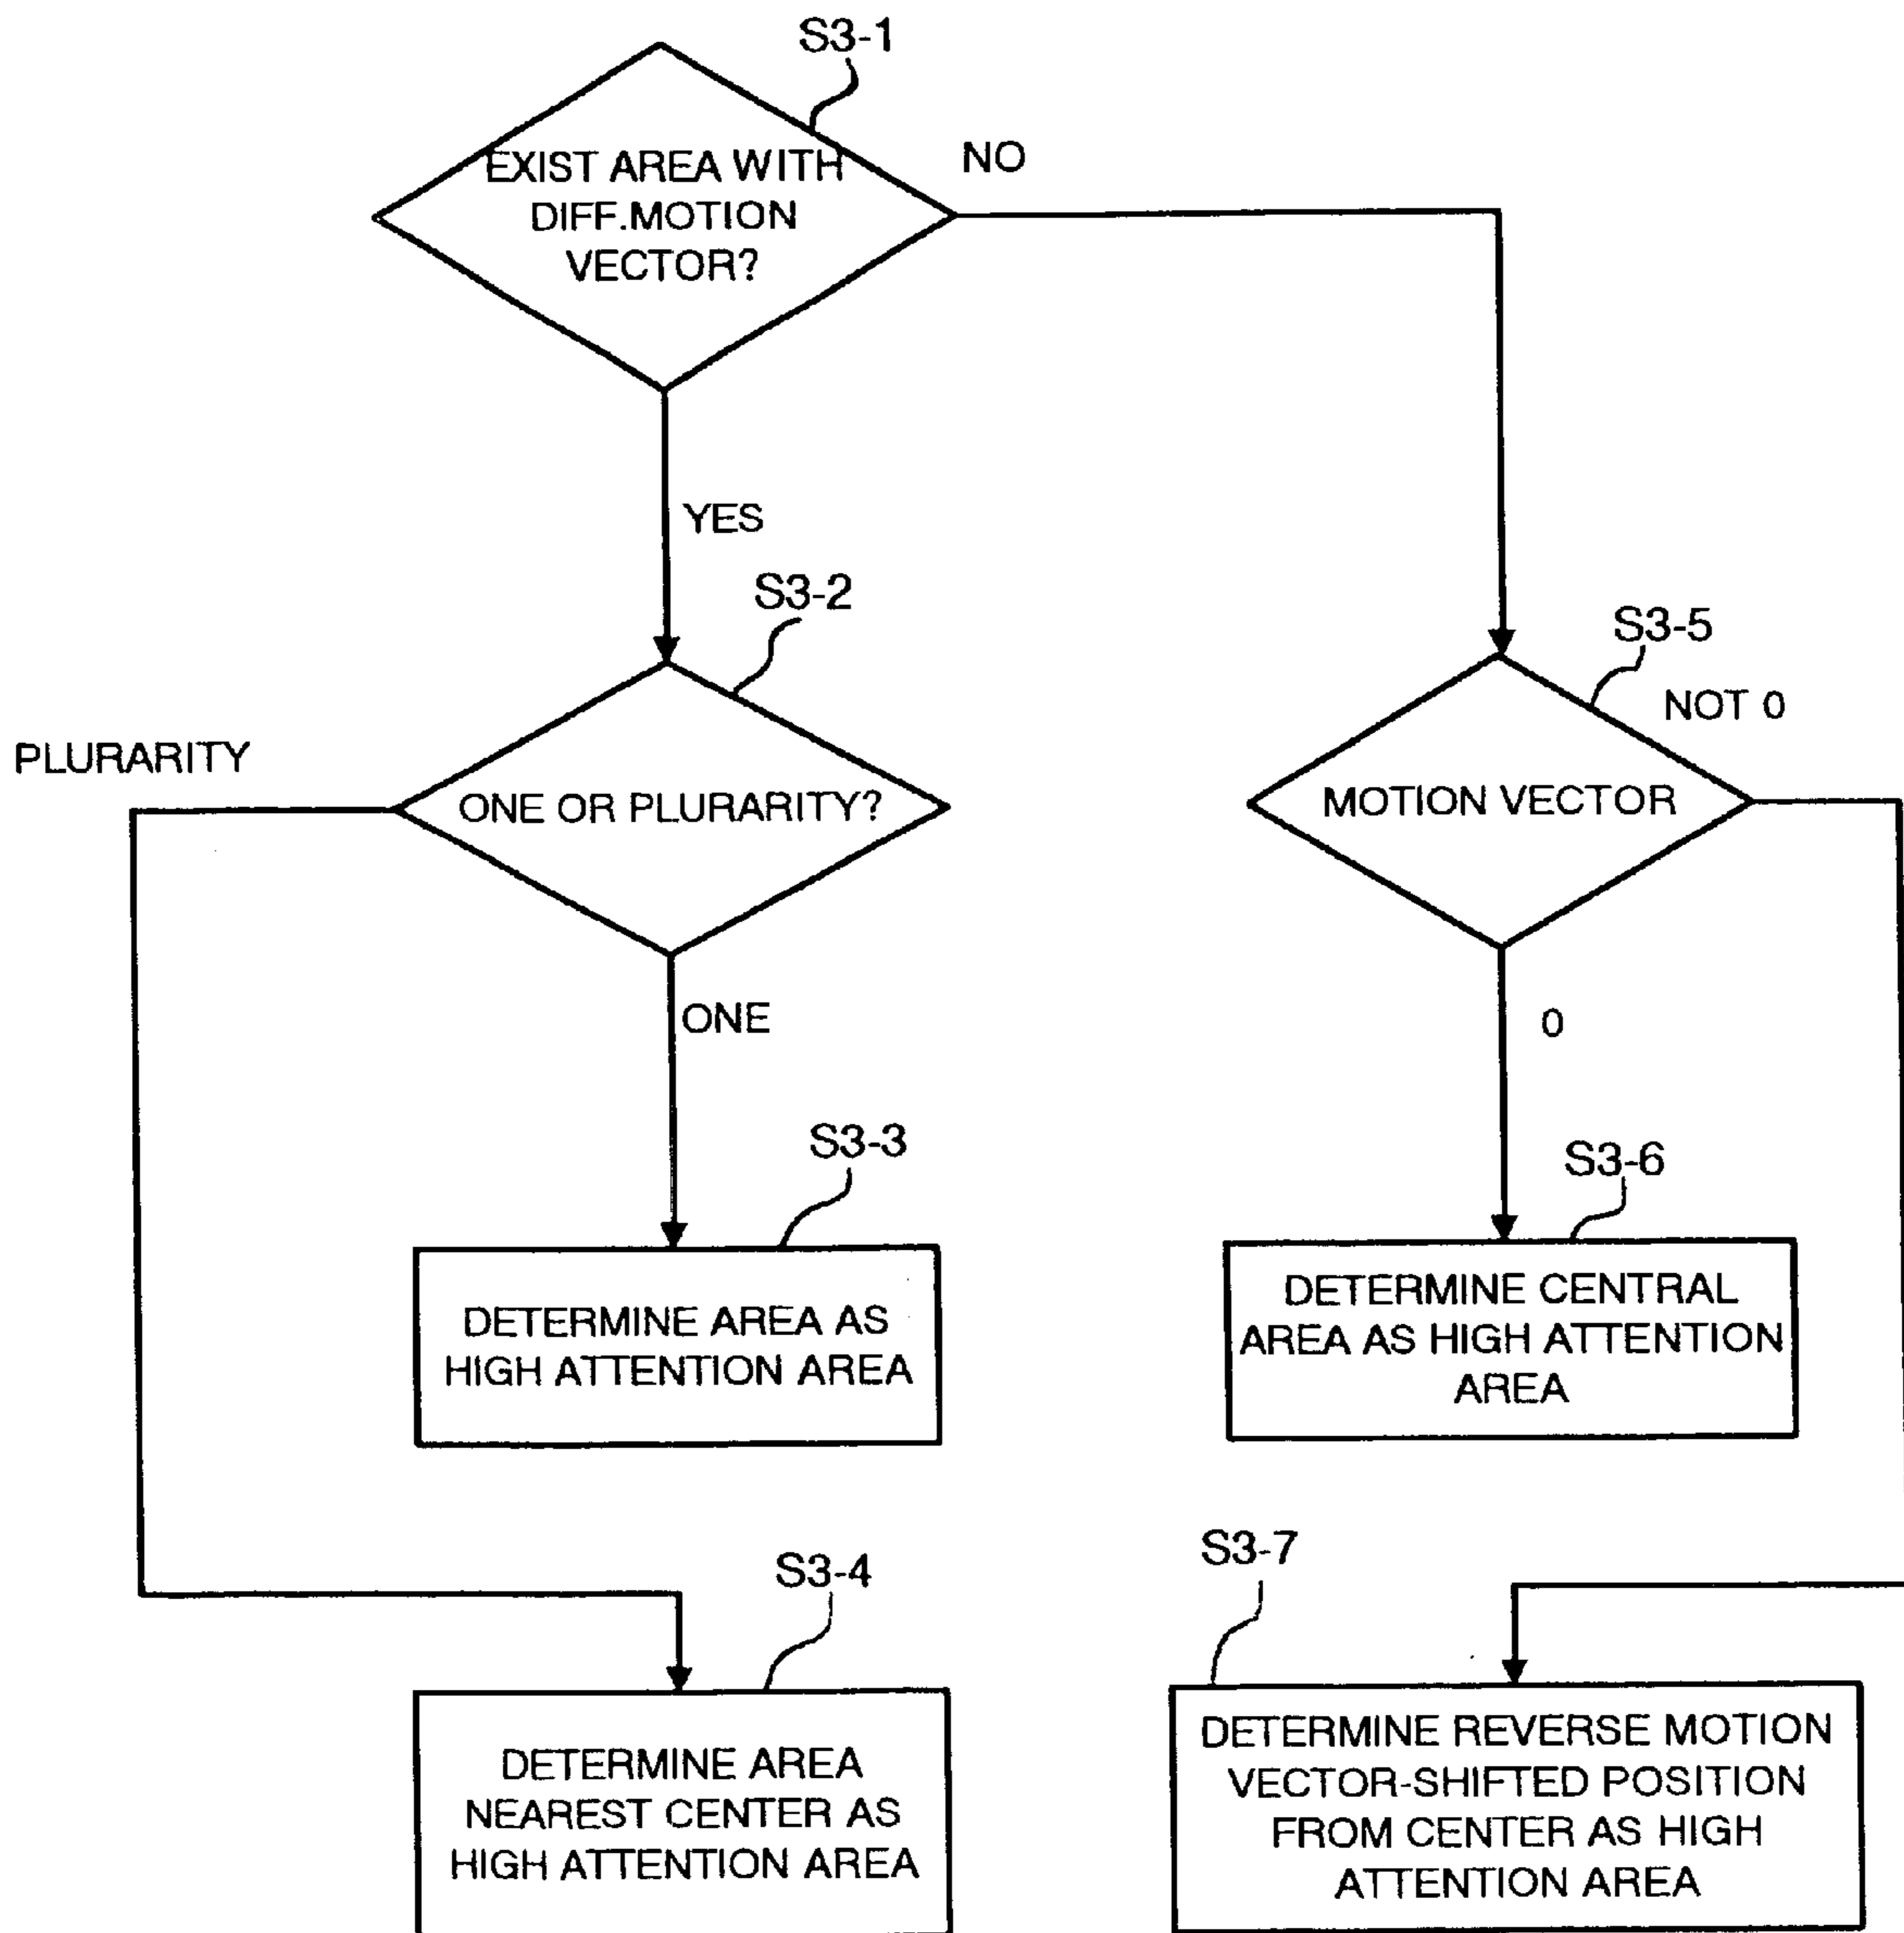 S3-1
EXIST AREA WITH
DIFF.MOTION
VECTOR?
NO
YES
S3-2
PLURARITY
ONE OR PLURARITY?
ONE
S3-5
NOT 0
MOTION VECTOR
0
S3-3
DETERMINE AREA AS
HIGH ATTENTION AREA
S3-6
DETERMINE CENTRAL
AREA AS HIGH ATTENTION
AREA
S3-4
DETERMINE AREA
NEAREST CENTER AS
HIGH ATTENTION AREA
S3-7
DETERMINE REVERSE MOTION
VECTOR-SHIFTED POSITION
FROM CENTER AS HIGH
ATTENTION AREA